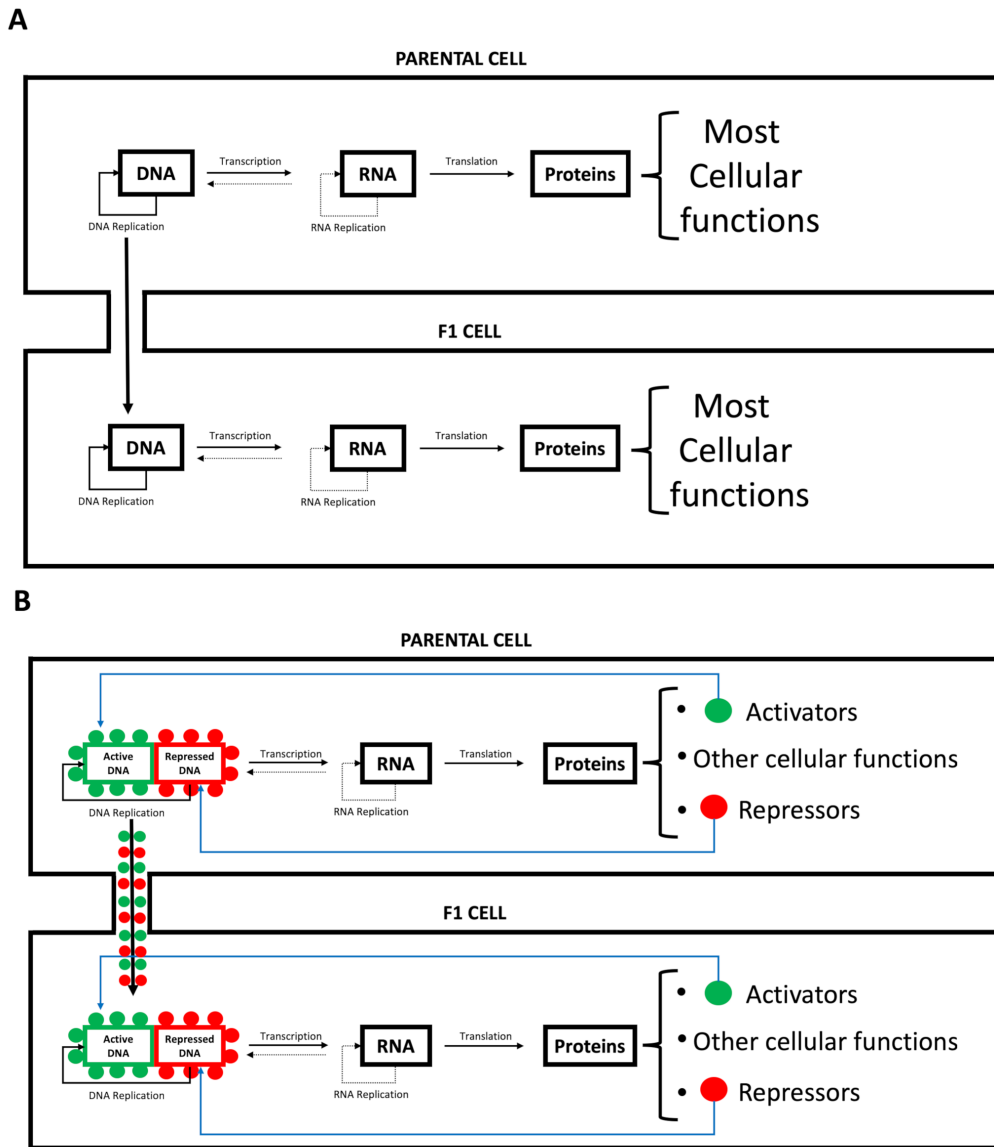 A
PARENTAL CELL
DNA
Transcription
RNA
Translation
Proteins
Most
Cellular
functions
DNA Replication
RNA Replication
F1 CELL
DNA
Transcription
RNA
Translation
Proteins
Most
Cellular
functions
DNA Replication
RNA Replication
B
PARENTAL CELL
Active
DNA
Repressed
DNA
Transcription
RNA
Translation
Proteins
• Activators
• Other cellular functions
• Repressors
DNA Replication
RNA Replication
F1 CELL
Active
DNA
Repressed
DNA
Transcription
RNA
Translation
Proteins
• Activators
• Other cellular functions
• Repressors
DNA Replication
RNA Replication